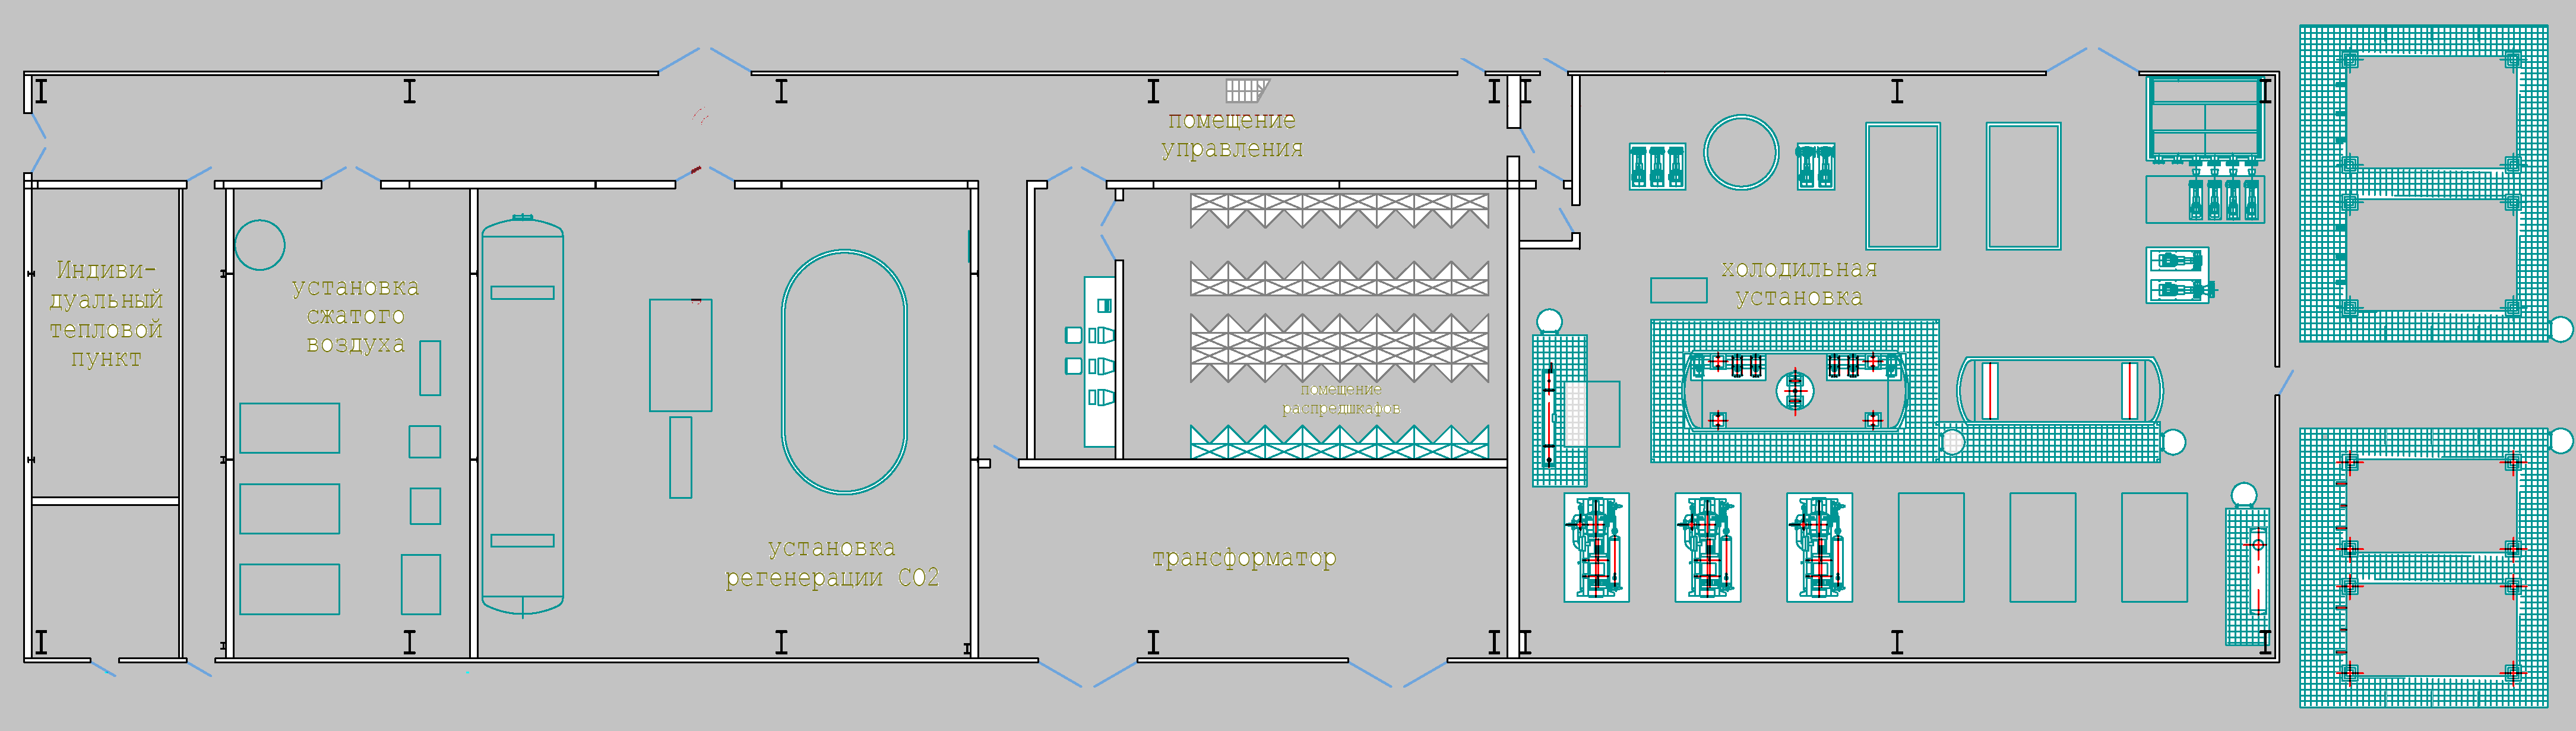 помещение
управления
Индиви-
дуальный
тепловой
пункт
установка
сжатого
воздуха
установка
регенерации CO2
помещение
распредшкафов
трансформатор
холодильная
установка